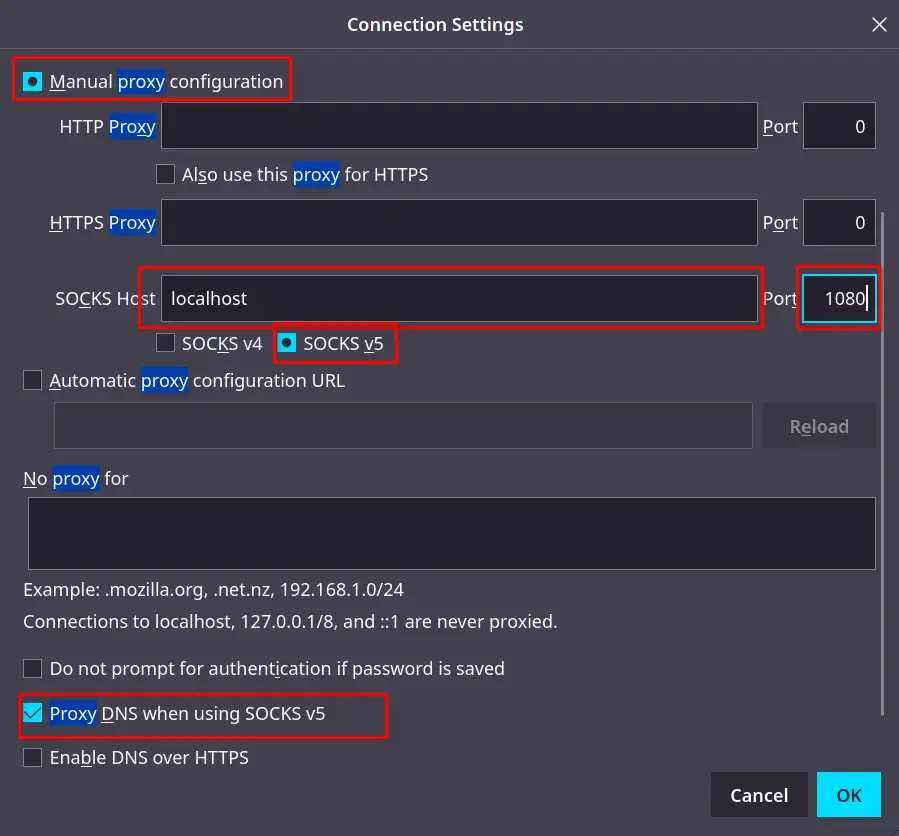 Connection Settings
Manual proxy configuration
HTTP Proxy Port 0
Also use this proxy for HTTPS
HTTPS Proxy Port 0
SOCKS Host localhost Port 1080
SOCKS v4 SOCKS v5
Automatic proxy configuration URL
Reload
No proxy for
Example: .mozilla.org, .net.nz, 192.168.1.0/24
Connections to localhost, 127.0.0.1/8, and ::1 are never proxied.
Do not prompt for authentication if password is saved
Proxy DNS when using SOCKS v5
Enable DNS over HTTPS
Cancel OK